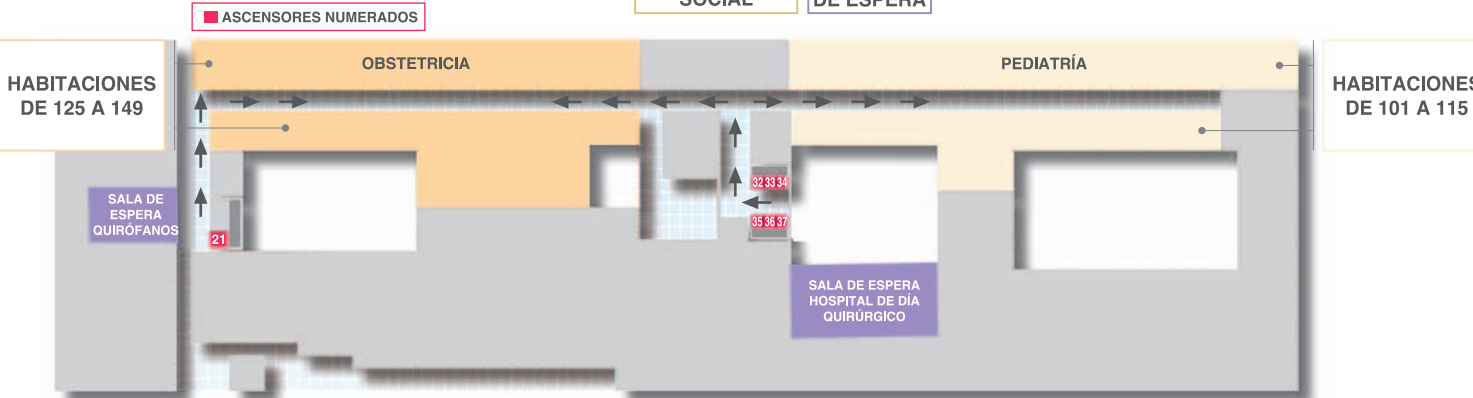 SOCIAL
DE ESPERA
ASCENSORES NUMERADOS
HABITACIONES
DE 125 A 149
OBSTETRICIA
PEDIATRÍA
HABITACIONES
DE 101 A 115
SALA DE
ESPERA
QUIRÓFANOS
21
32 33 34
35 36 37
SALA DE ESPERA
HOSPITAL DE DÍA
QUIRÚRGICO